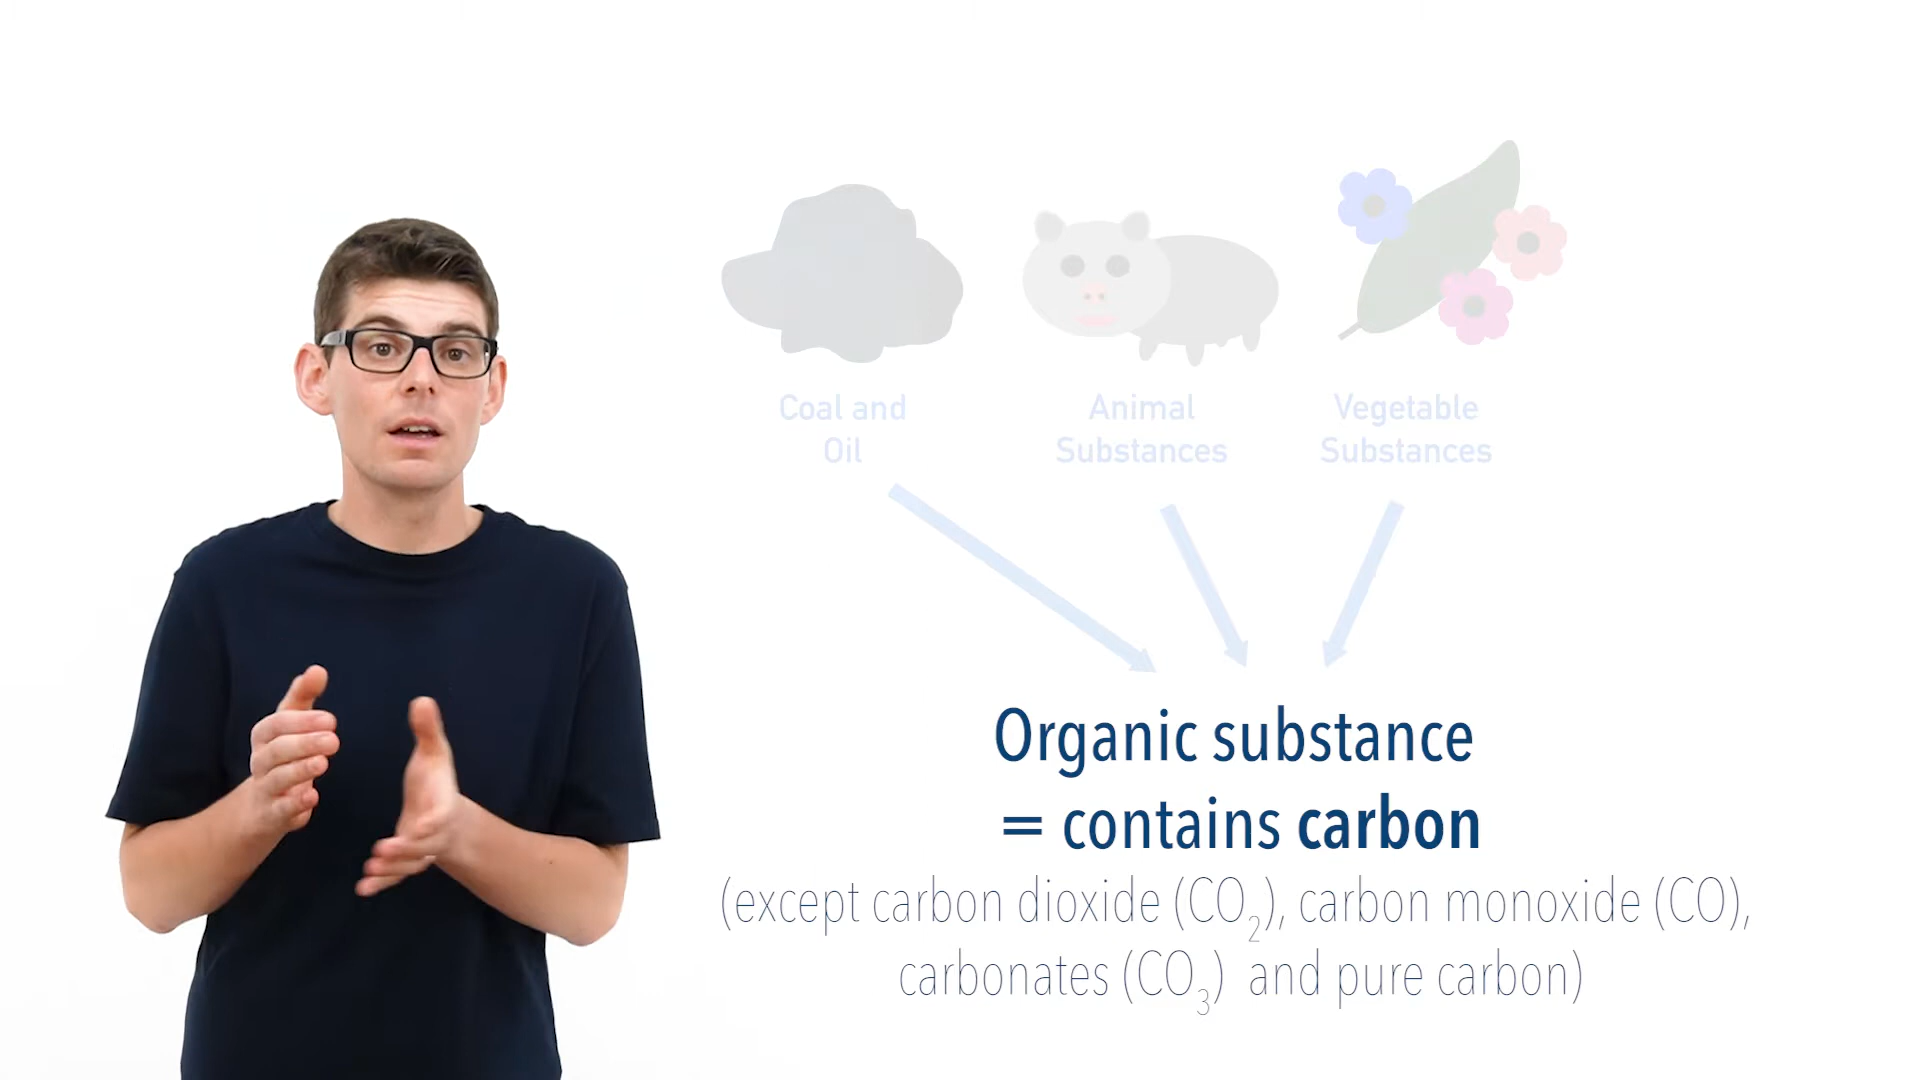 Coal and
Oil
Animal
Substances
Vegetable
Substances
Organic substance
= contains carbon
(except carbon dioxide (CO₂), carbon monoxide (CO),
carbonates (CO₃) and pure carbon)